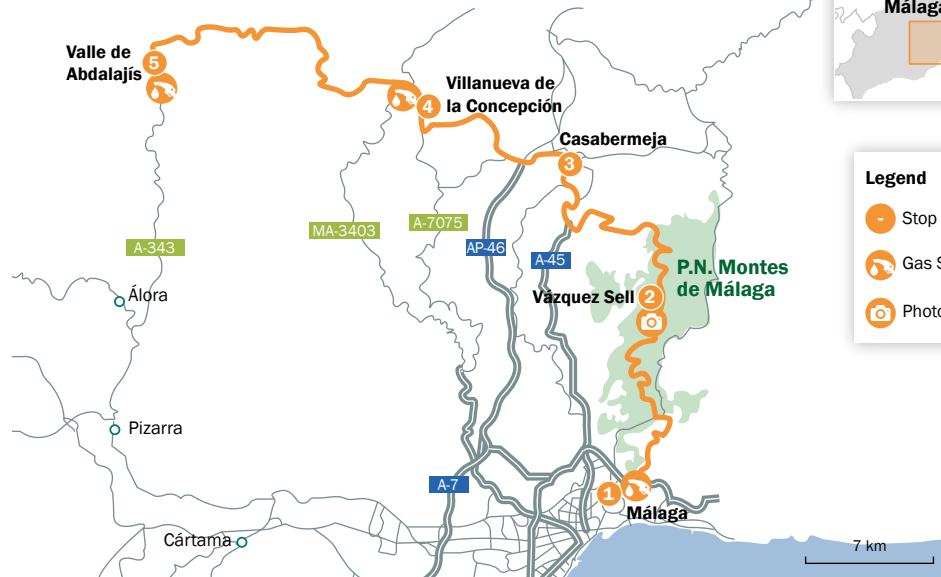 Málaga
Valle de
Abdalajís
5
Villanueva de
la Concepción
4
Casabermeja
3
Legend
- Stop
Gas S
Photo
A-343
MA-3403
A-7075
AP-46
A-45
P.N. Montes
de Málaga
Vázquez Sell
2
Álora
Pizarra
A-7
1
Málaga
Cártama
7 km